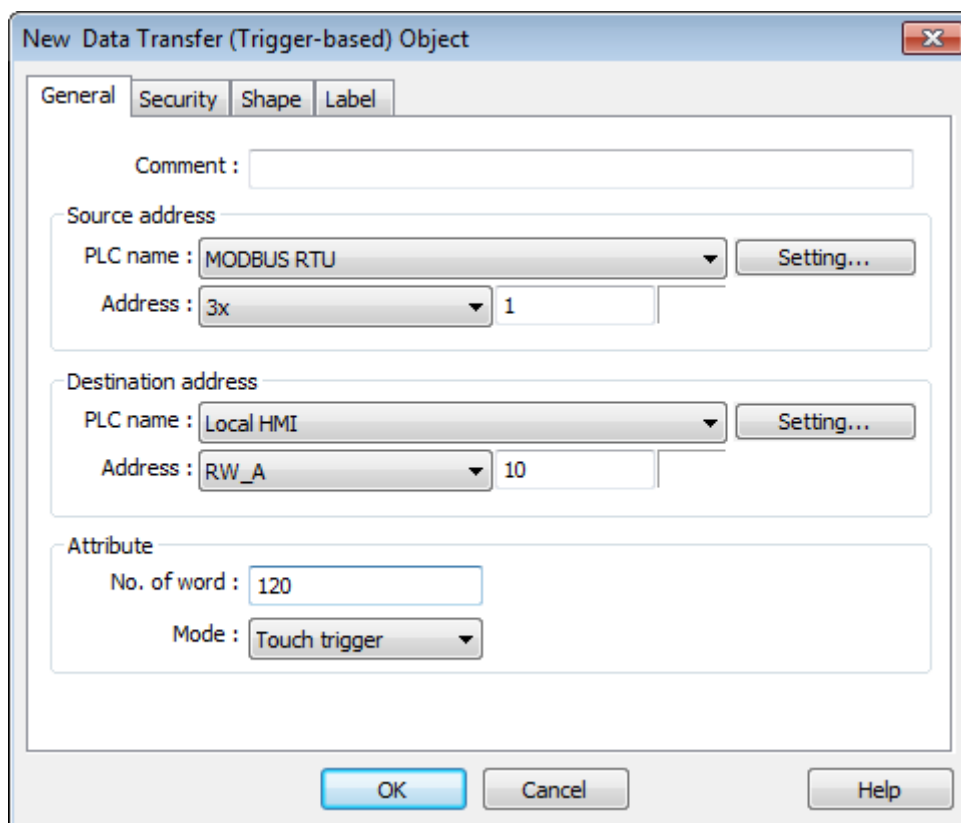 New  Data Transfer (Trigger-based) Object
General Security Shape Label
Comment :
Source address
PLC name : MODBUS RTU Setting...
Address : 3x 1
Destination address
PLC name : Local HMI Setting...
Address : RW_A 10
Attribute
No. of word : 120
Mode : Touch trigger
OK Cancel Help